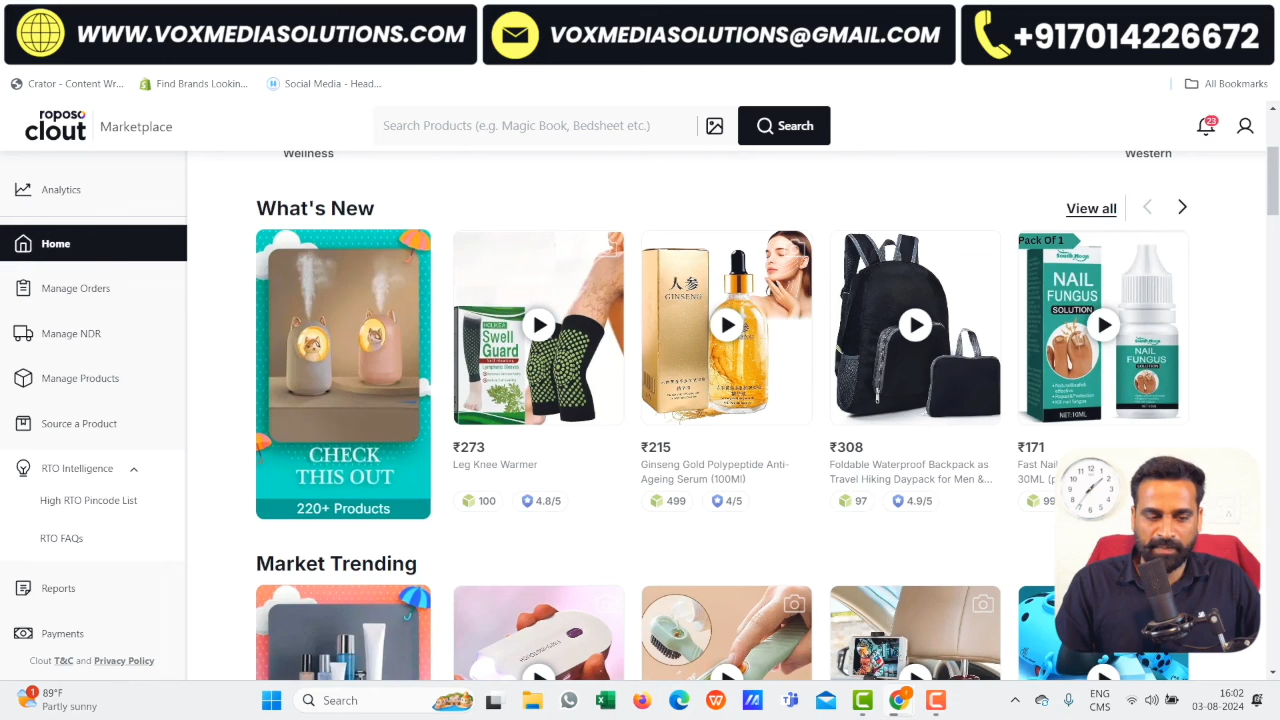 WWW.VOXMEDIASOLUTIONS.COM
VOXMEDIASOLUTIONS@GMAIL.COM
+917014226672
Crator - Content Wr...
Find Brands Lookin...
Social Media - Head...
All Bookmarks
roposo
clout
Marketplace
Search Products (e.g. Magic Book, Bedsheet etc.)
Search
23
Wellness
Western
Analytics
Home
Manage Orders
Manage NDR
Manage Products
Source a Product
RTO Intelligence
High RTO Pincode List
RTO FAQs
Reports
Payments
Clout T&C and Privacy Policy
What's New
View all
CHECK
THIS OUT
220+ Products
Swell
Guard
₹273
Leg Knee Warmer
100
4.8/5
人参
GINSENG
₹215
Ginseng Gold Polypeptide Anti-
Ageing Serum (100Ml)
499
4/5
₹308
Foldable Waterproof Backpack as
Travel Hiking Daypack for Men &...
97
4.9/5
Pack Of 1
NAIL
FUNGUS
SOLUTION
NAIL
FUNGUS
NET:10ML
₹171
Fast Nail
30ML (p
99
Market Trending
1
89°F
Partly sunny
Search
ENG
CMS
16:02
03-08-2024